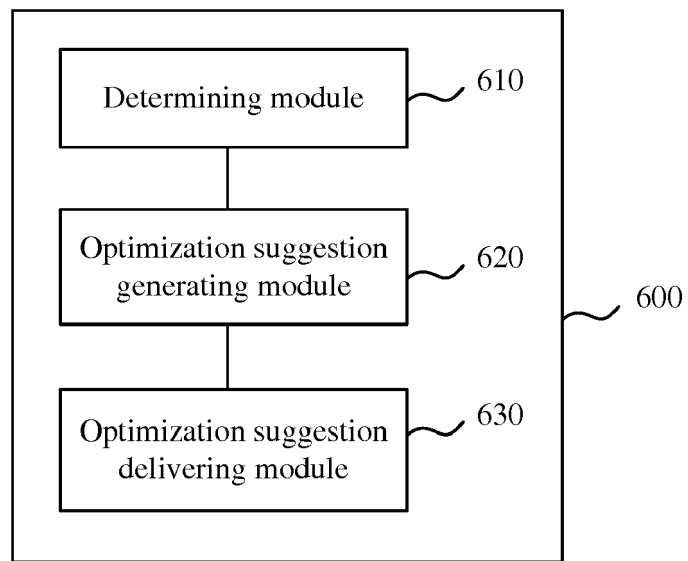 Determining module
610
Optimization suggestion
generating module
620
600
Optimization suggestion
delivering module
630